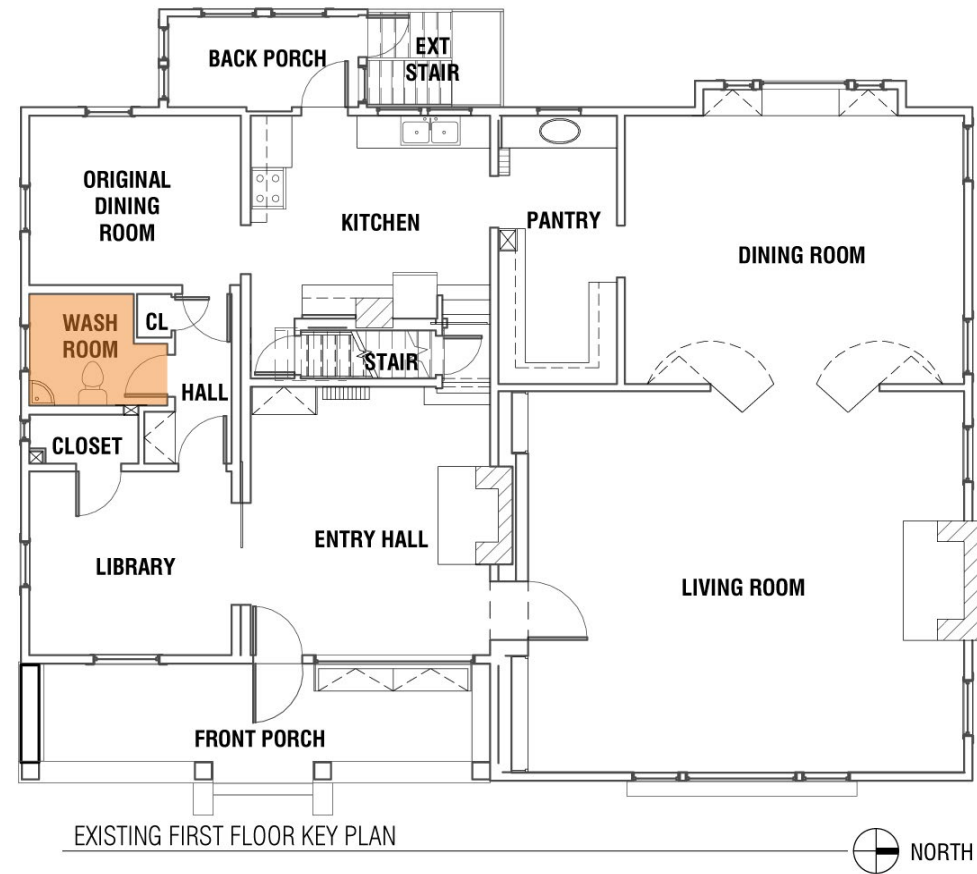 BACK PORCH
EXT
STAIR
ORIGINAL
DINING
ROOM
KITCHEN
PANTRY
DINING ROOM
WASH
ROOM
CL
STAIR
HALL
CLOSET
LIBRARY
ENTRY HALL
LIVING ROOM
FRONT PORCH
EXISTING FIRST FLOOR KEY PLAN
NORTH